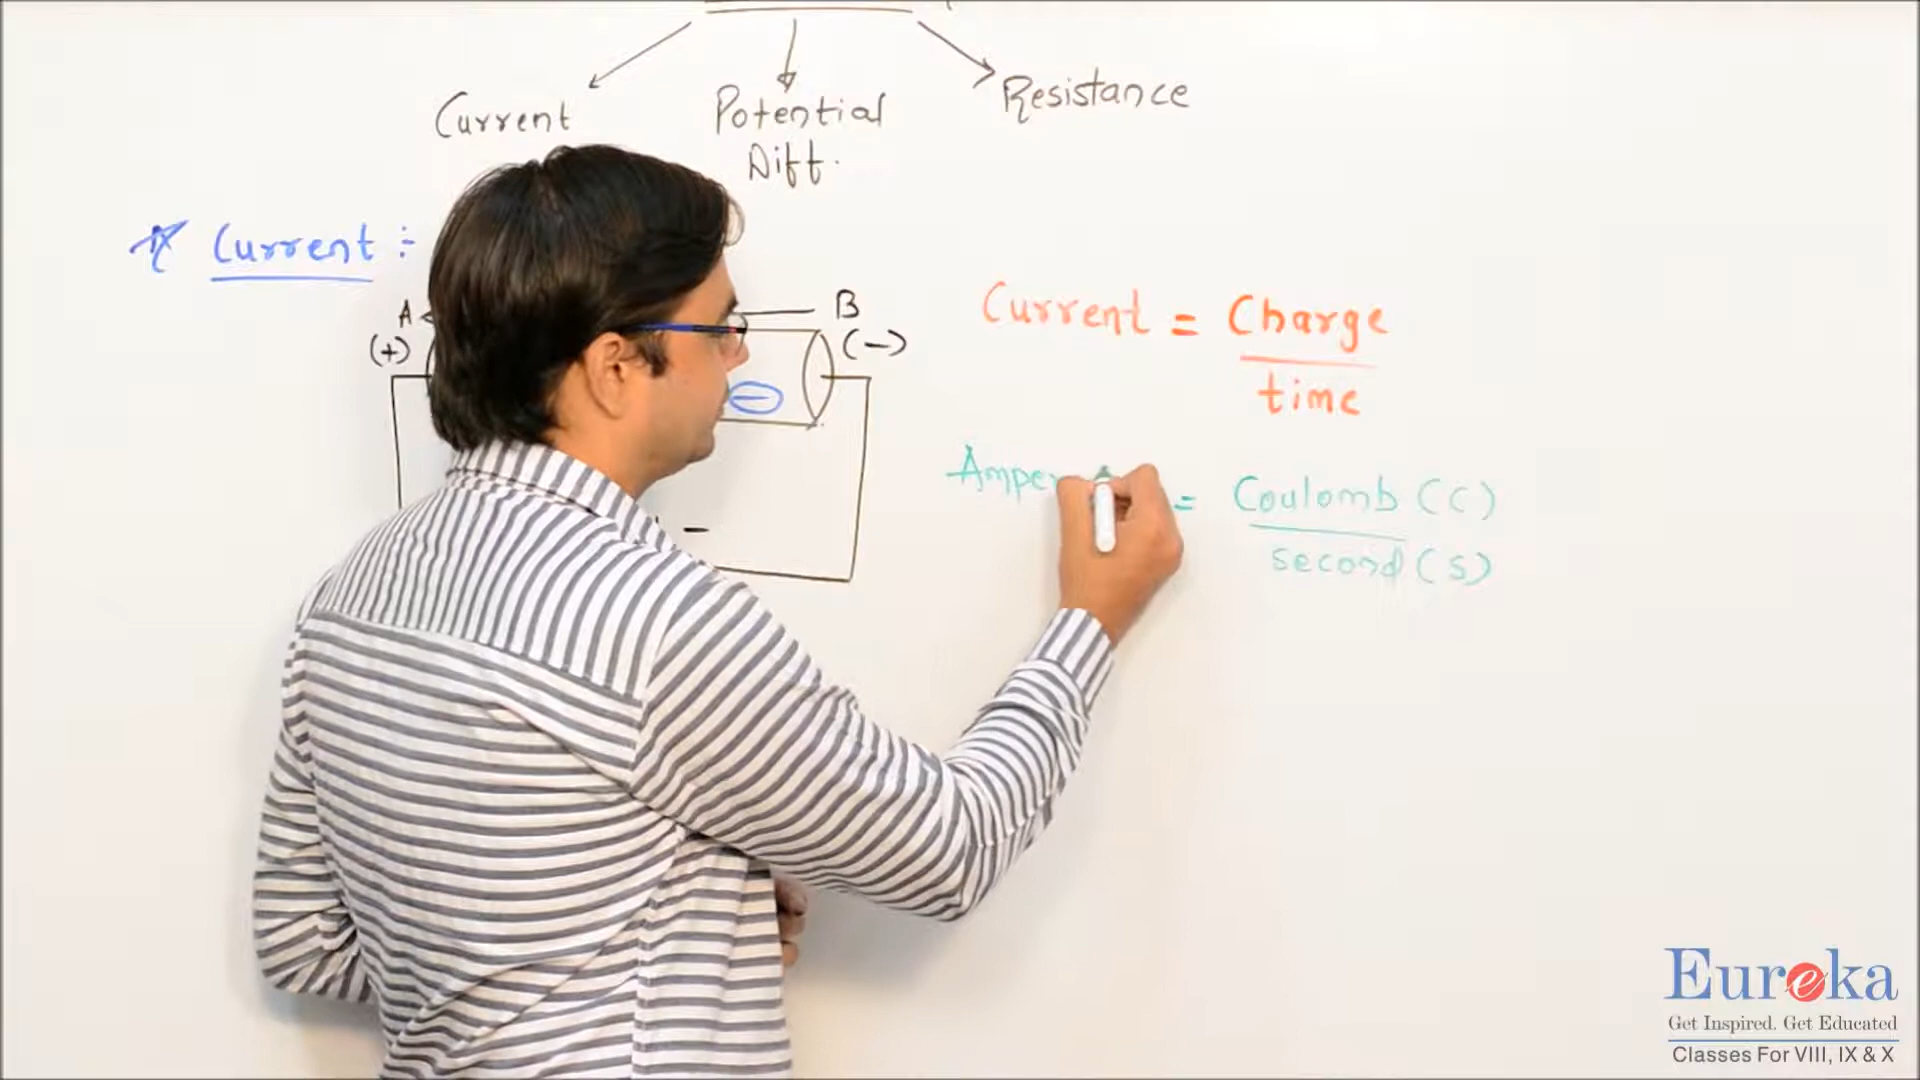 Current
Potential
Diff.
Resistance
Current :-
A
B
(+)
(-)
-
-
Current = Charge
time
Amper
= Coulomb (C)
second (s)
Eureka
Get Inspired. Get Educated
Classes For VIII, IX & X